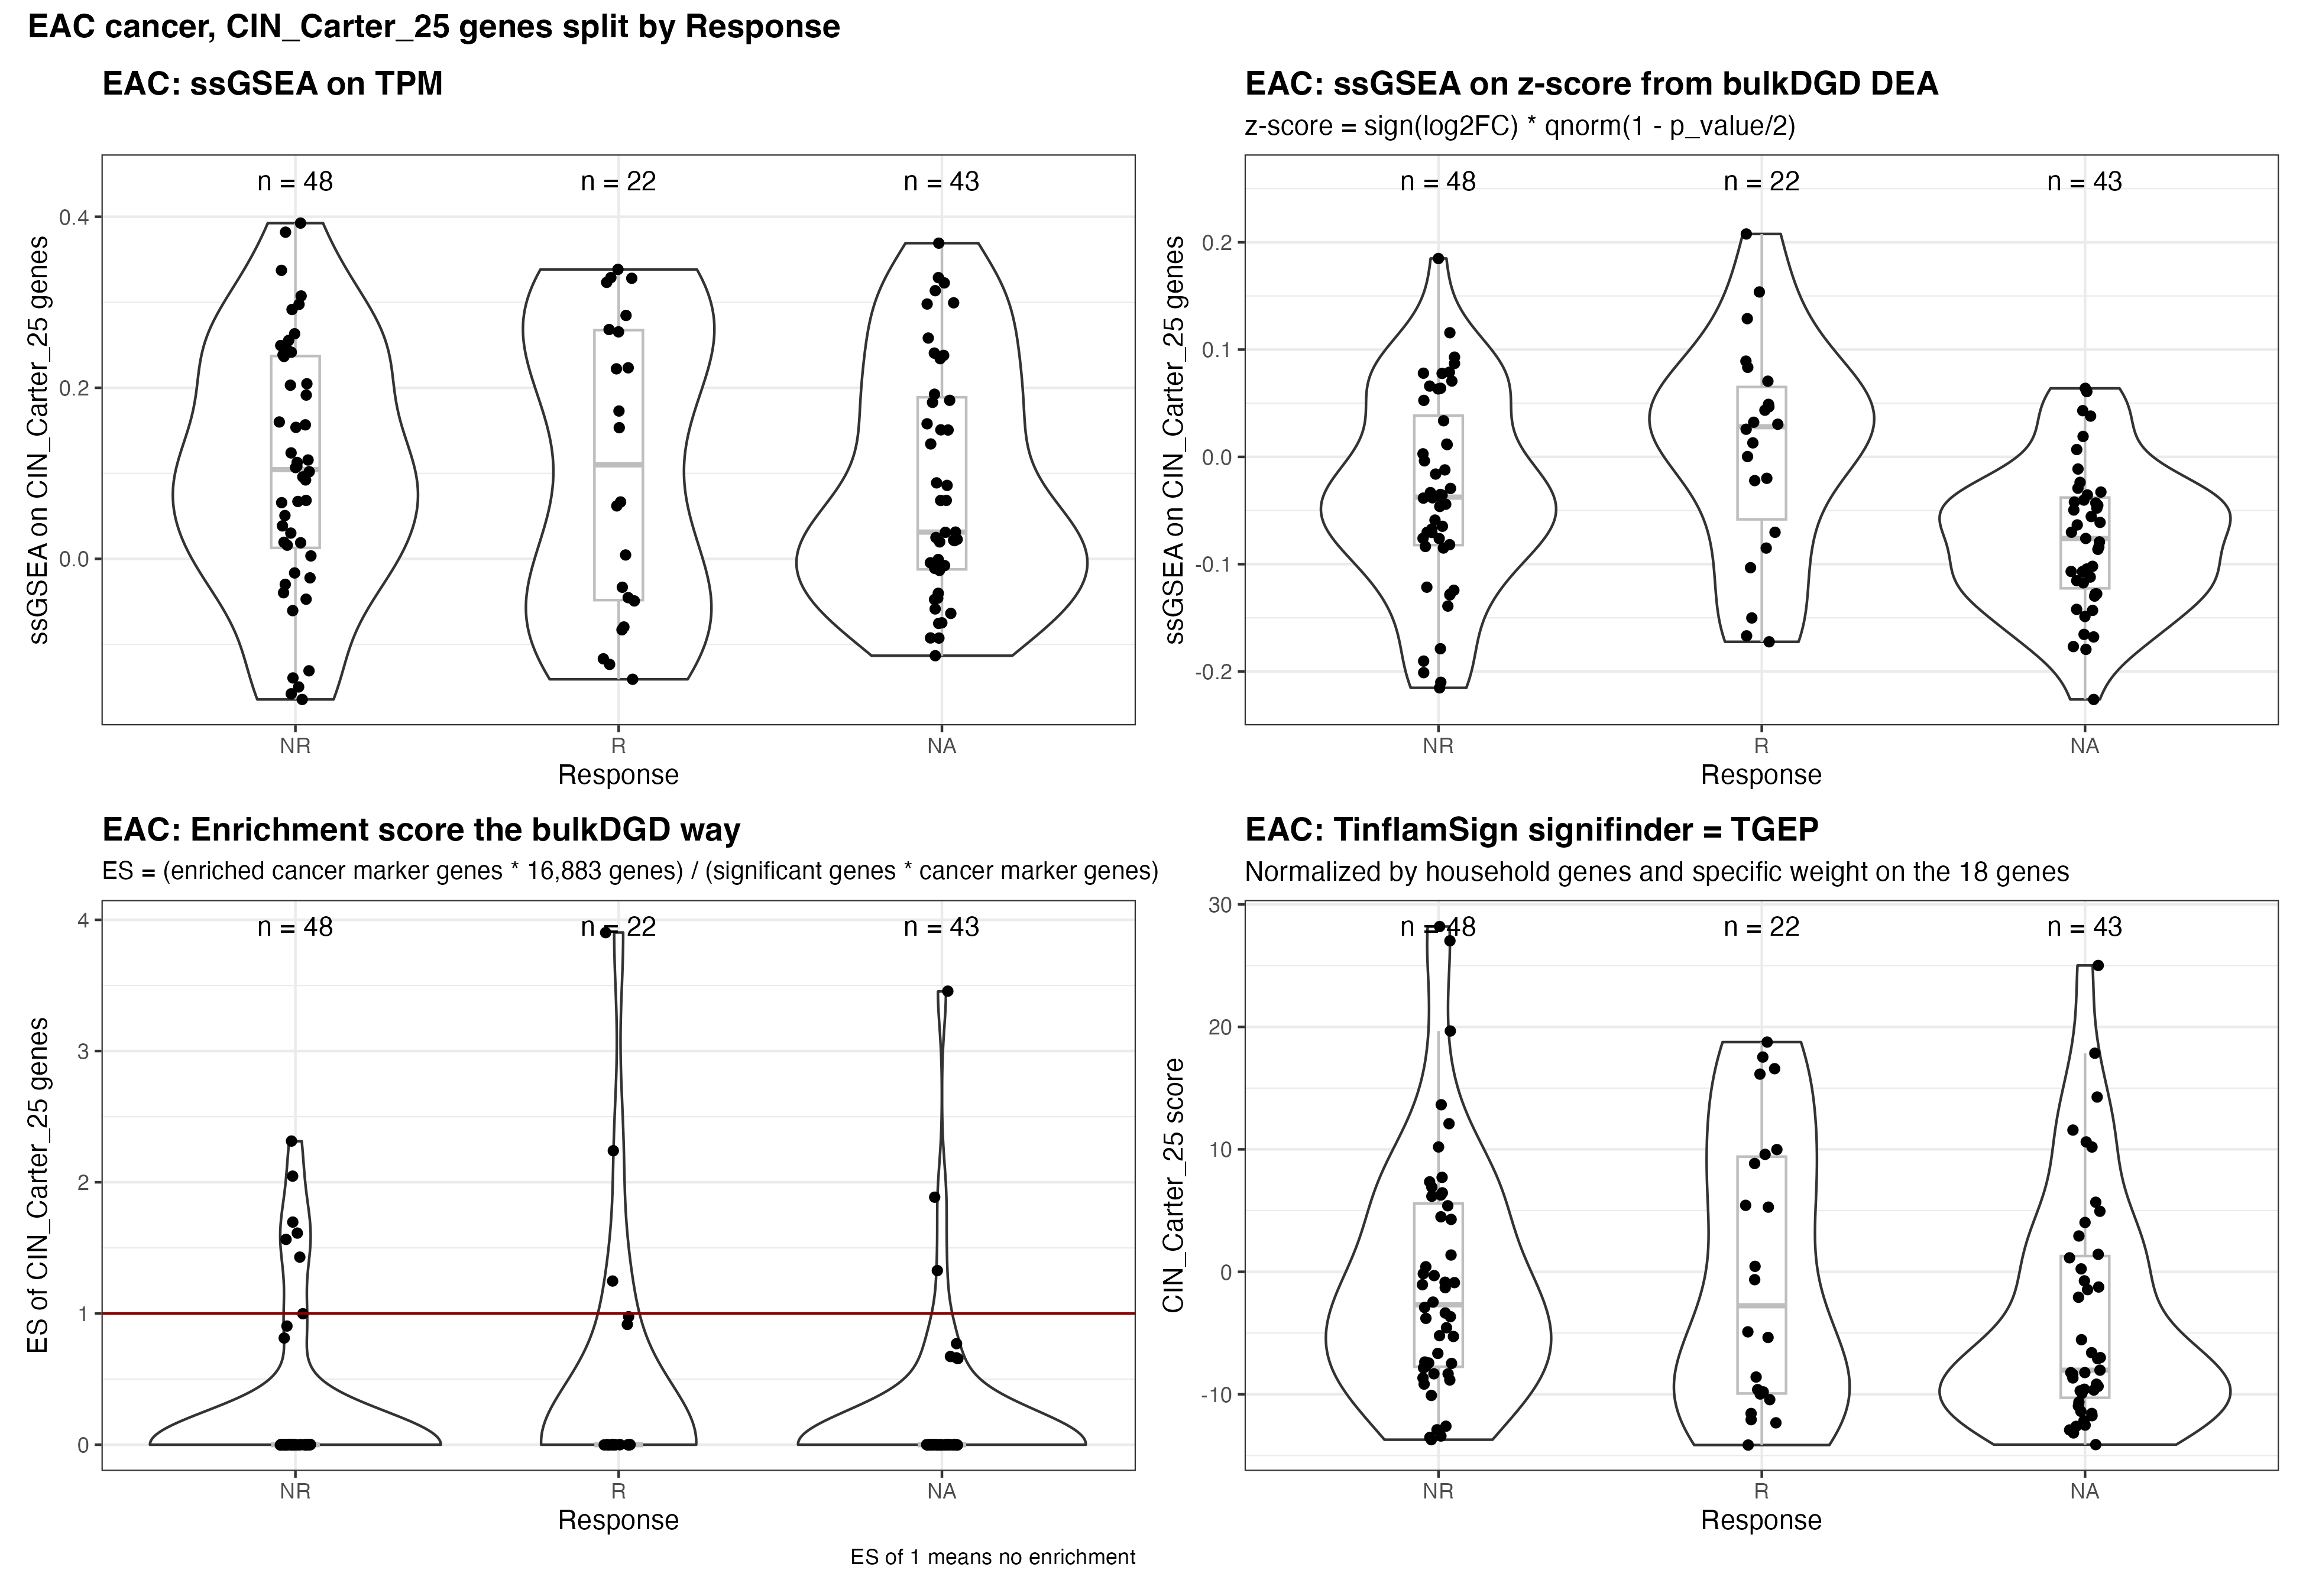 EAC cancer, CIN_Carter_25 genes split by Response
EAC: ssGSEA on TPM
ssGSEA on CIN_Carter_25 genes
0.4
0.2
0.0
n = 48
n = 22
n = 43
NR
R
NA
Response
EAC: ssGSEA on z-score from bulkDGD DEA
z-score = sign(log2FC) * qnorm(1 - p_value/2)
ssGSEA on CIN_Carter_25 genes
0.2
0.1
0.0
-0.1
-0.2
n = 48
n = 22
n = 43
NR
R
NA
Response
EAC: Enrichment score the bulkDGD way
ES = (enriched cancer marker genes * 16,883 genes) / (significant genes * cancer marker genes)
ES of CIN_Carter_25 genes
4
3
2
1
0
n = 48
n = 22
n = 43
NR
R
NA
Response
ES of 1 means no enrichment
EAC: TinflamSign signifinder = TGEP
Normalized by household genes and specific weight on the 18 genes
CIN_Carter_25 score
30
20
10
0
-10
n = 48
n = 22
n = 43
NR
R
NA
Response